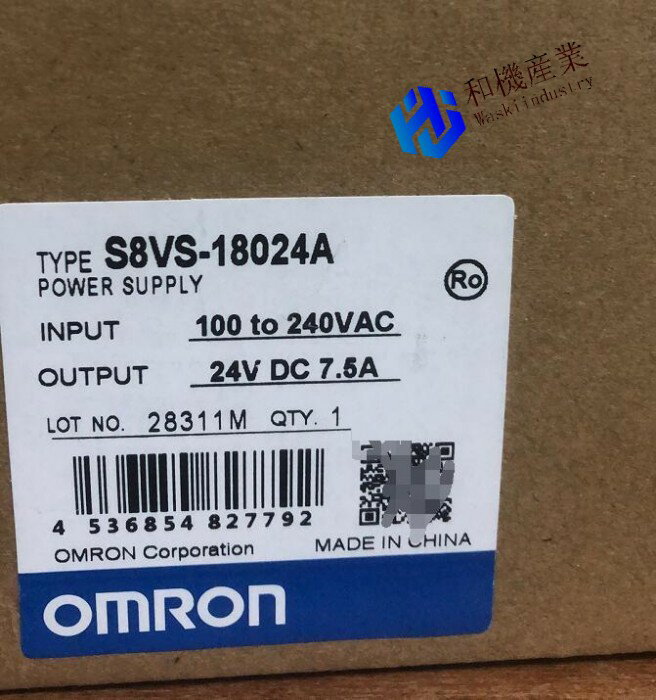 和機産業
Waskiindustry
TYPE S8VS-18024A
POWER SUPPLY
Ro
INPUT 100 to 240VAC
OUTPUT 24V DC 7.5A
LOT NO. 28311M QTY. 1
4 536854 827792
OMRON Corporation
MADE IN CHINA
OMRON